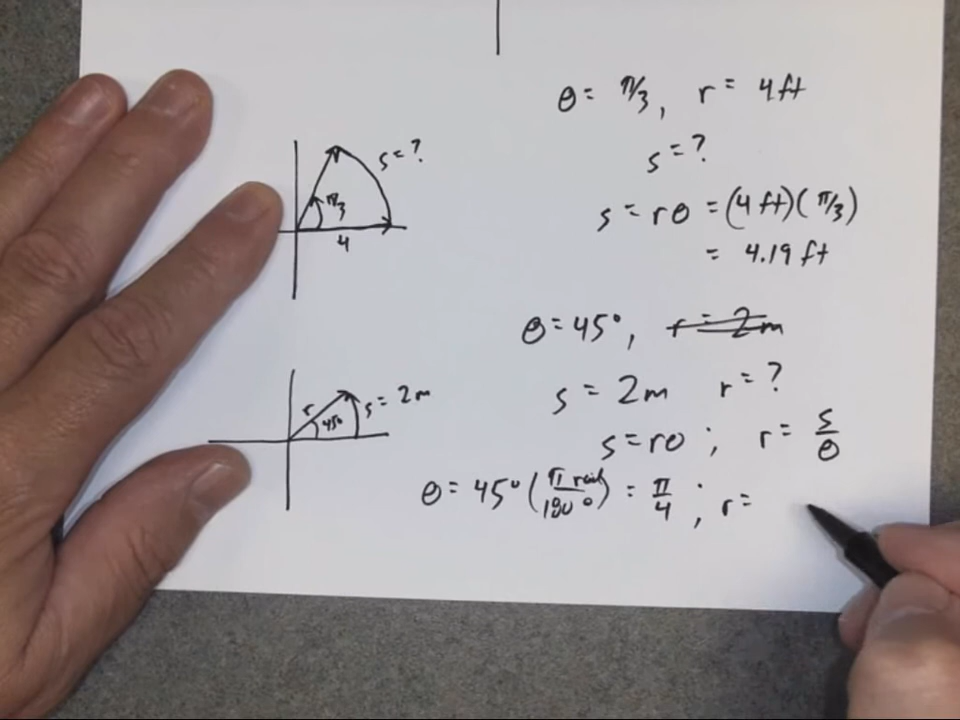 θ = π/3, r = 4ft
s = ?
s = rθ = (4 ft)(π/3)
= 4.19 ft
s = ?
π/3
4
θ = 45°, r = 2m
s = 2m r = ?
s = rθ ; r = s/θ
θ = 45° (π rad/180°) = π/4 ; r =
r
45°
s = 2m